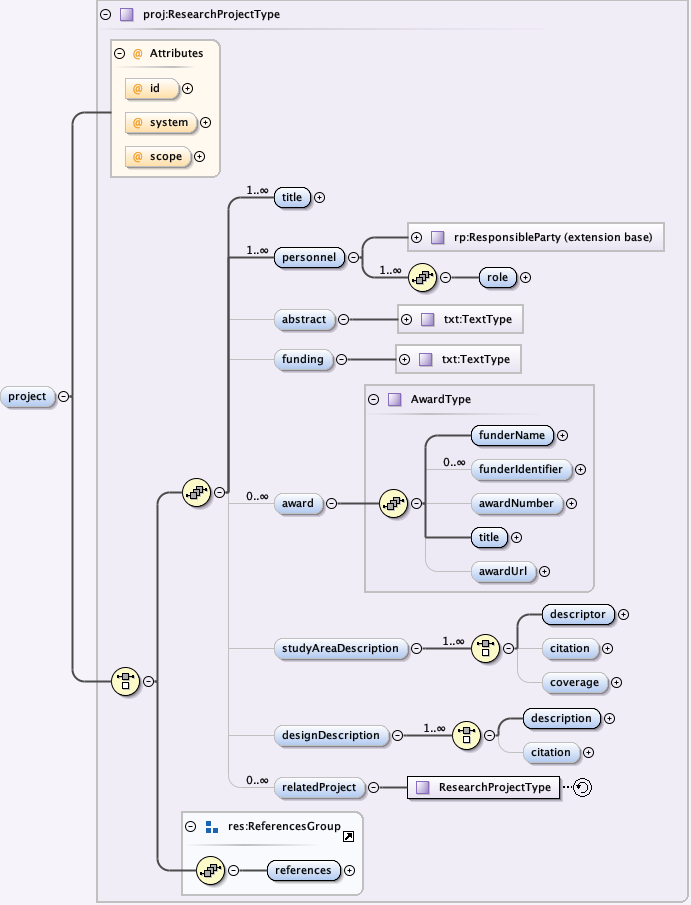 proj:ResearchProjectType
@ Attributes
@ id
@ system
@ scope
1..∞ title
1..∞ personnel
rp:ResponsibleParty (extension base)
1..∞ role
abstract txt:TextType
funding txt:TextType
project
AwardType
funderName
0..∞ funderIdentifier
0..∞ award
awardNumber
title
awardUrl
descriptor
studyAreaDescription 1..∞ citation
coverage
description
designDescription 1..∞
citation
0..∞ relatedProject ResearchProjectType
res:ReferencesGroup
references